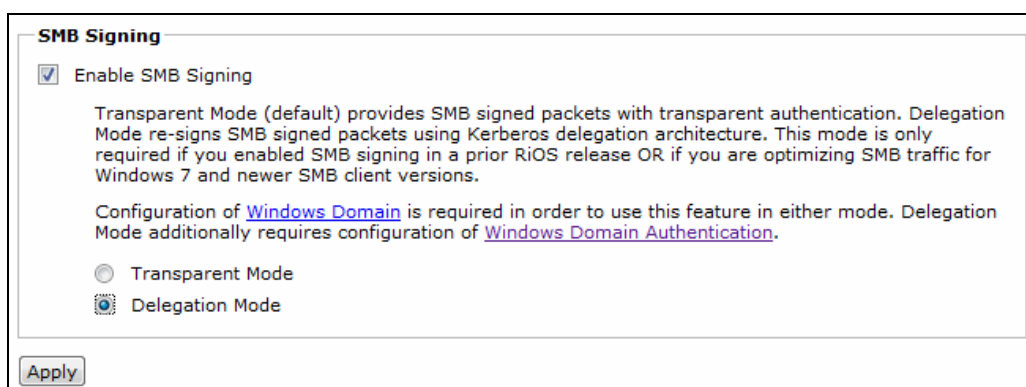 SMB Signing
Enable SMB Signing
Transparent Mode (default) provides SMB signed packets with transparent authentication. Delegation
Mode re-signs SMB signed packets using Kerberos delegation architecture. This mode is only
required if you enabled SMB signing in a prior RiOS release OR if you are optimizing SMB traffic for
Windows 7 and newer SMB client versions.
Configuration of Windows Domain is required in order to use this feature in either mode. Delegation
Mode additionally requires configuration of Windows Domain Authentication.
Transparent Mode
Delegation Mode
Apply